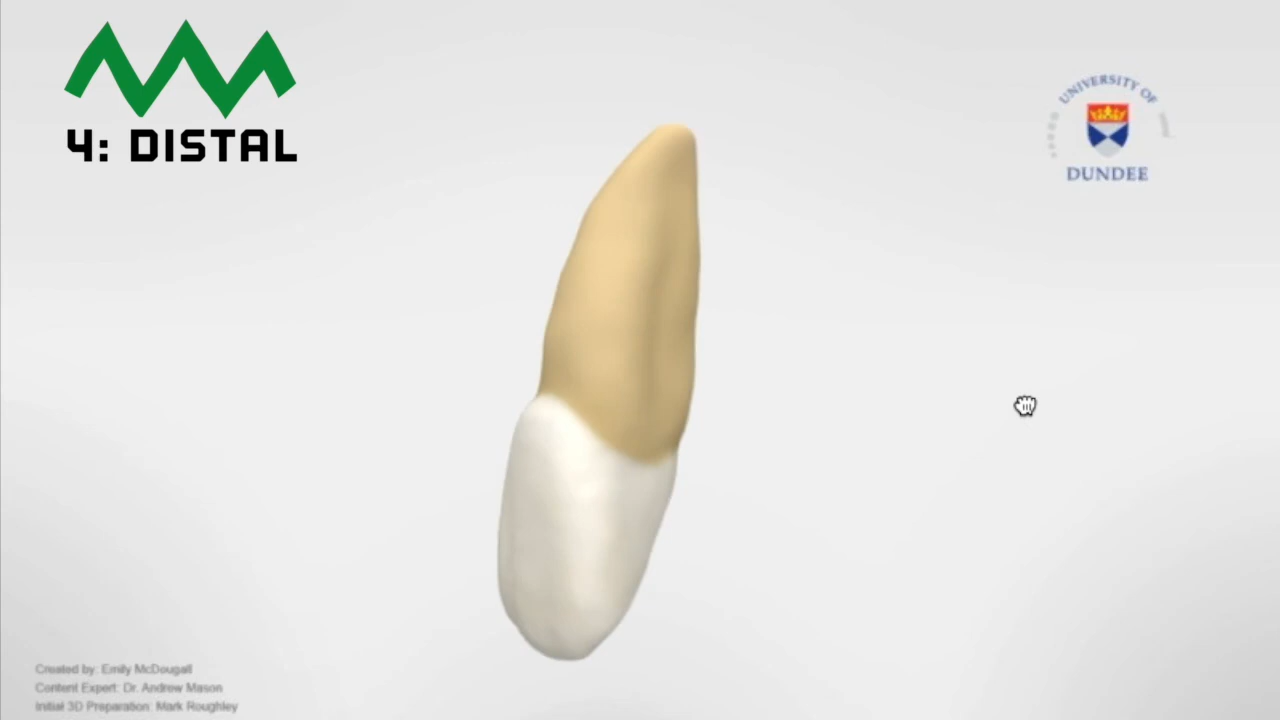 4: DISTAL
UNIVERSITY OF
DUNDEE
Created by: Emily McDougall
Content Expert: Dr. Andrew Mason
Initial 3D Preparation: Mark Roughley